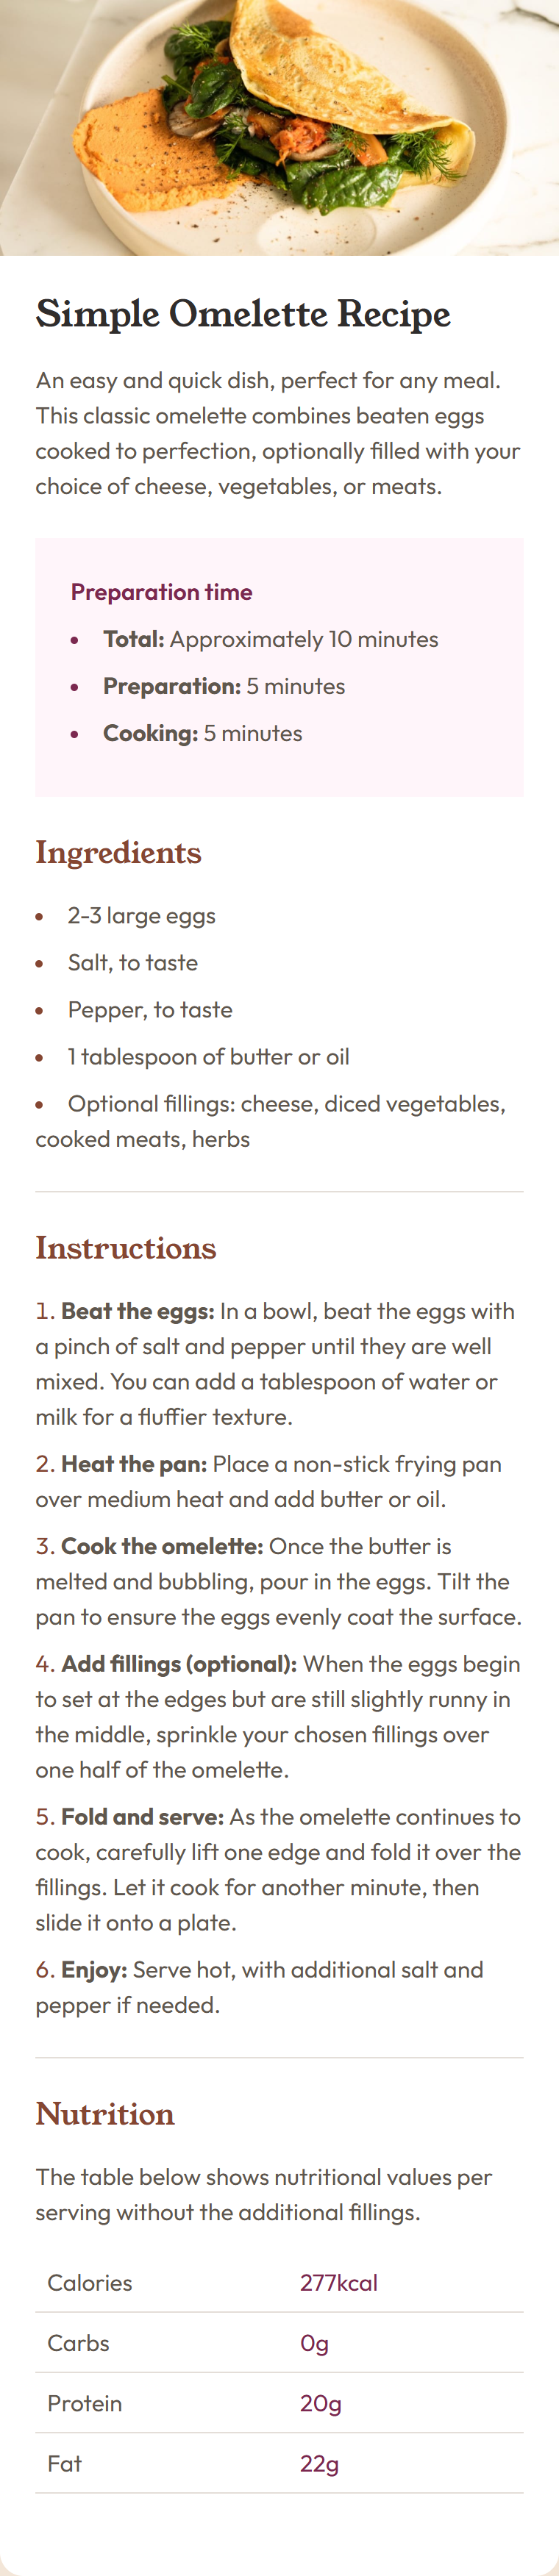 Simple Omelette Recipe
An easy and quick dish, perfect for any meal.
This classic omelette combines beaten eggs
cooked to perfection, optionally filled with your
choice of cheese, vegetables, or meats.
Preparation time
• Total: Approximately 10 minutes
• Preparation: 5 minutes
• Cooking: 5 minutes
Ingredients
• 2-3 large eggs
• Salt, to taste
• Pepper, to taste
• 1 tablespoon of butter or oil
• Optional fillings: cheese, diced vegetables,
cooked meats, herbs
Instructions
1. Beat the eggs: In a bowl, beat the eggs with
a pinch of salt and pepper until they are well
mixed. You can add a tablespoon of water or
milk for a fluffier texture.
2. Heat the pan: Place a non-stick frying pan
over medium heat and add butter or oil.
3. Cook the omelette: Once the butter is
melted and bubbling, pour in the eggs. Tilt the
pan to ensure the eggs evenly coat the surface.
4. Add fillings (optional): When the eggs begin
to set at the edges but are still slightly runny in
the middle, sprinkle your chosen fillings over
one half of the omelette.
5. Fold and serve: As the omelette continues to
cook, carefully lift one edge and fold it over the
fillings. Let it cook for another minute, then
slide it onto a plate.
6. Enjoy: Serve hot, with additional salt and
pepper if needed.
Nutrition
The table below shows nutritional values per
serving without the additional fillings.
Calories 277kcal
Carbs 0g
Protein 20g
Fat 22g